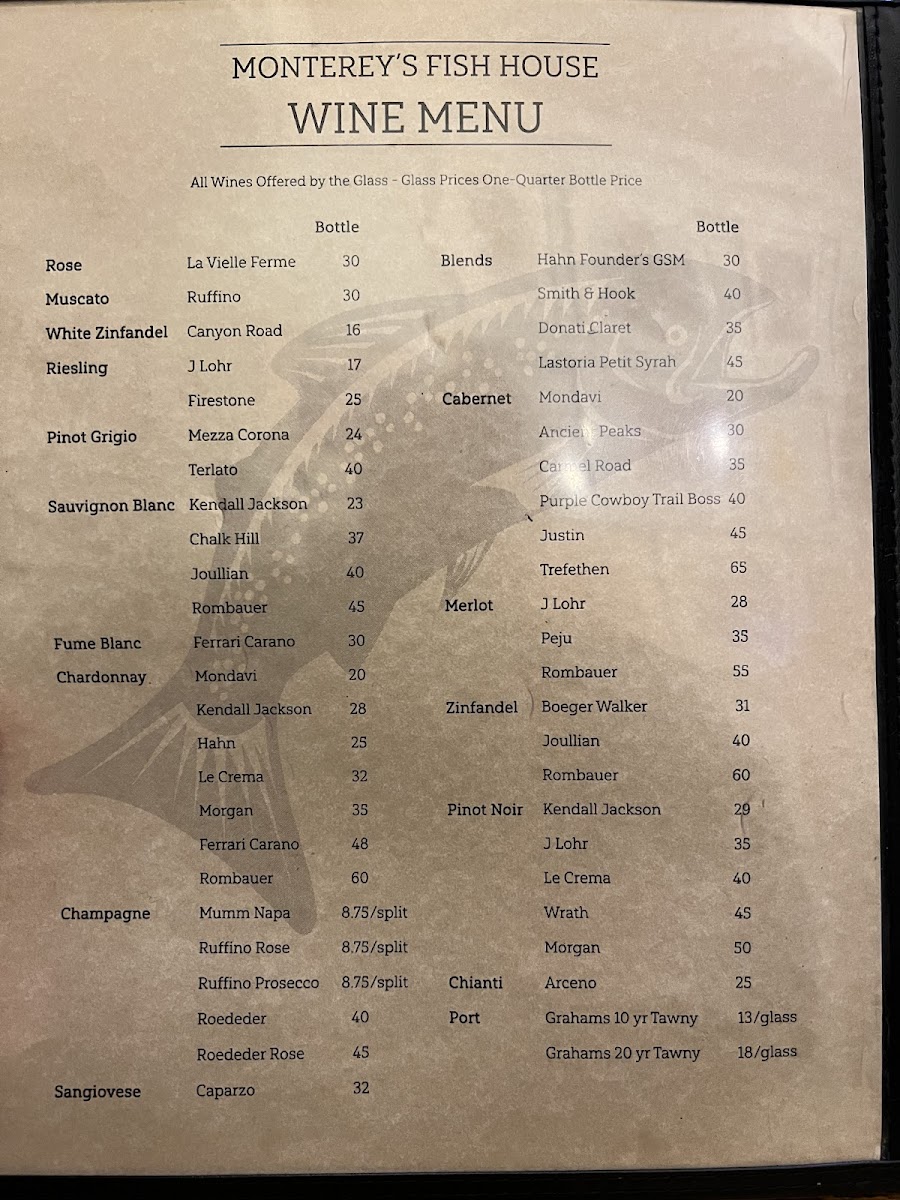 MONTEREY'S FISH HOUSE
WINE MENU
All Wines Offered by the Glass - Glass Prices One-Quarter Bottle Price
Bottle
Rose La Vielle Ferme 30
Muscato Ruffino 30
White Zinfandel Canyon Road 16
Riesling J Lohr 17
Firestone 25
Pinot Grigio Mezza Corona 24
Terlato 40
Sauvignon Blanc Kendall Jackson 23
Chalk Hill 37
Joullian 40
Rombauer 45
Fume Blanc Ferrari Carano 30
Chardonnay Mondavi 20
Kendall Jackson 28
Hahn 25
Le Crema 32
Morgan 35
Ferrari Carano 48
Rombauer 60
Champagne Mumm Napa 8.75/split
Ruffino Rose 8.75/split
Ruffino Prosecco 8.75/split
Roededer 40
Roededer Rose 45
Sangiovese Caparzo 32
Bottle
Blends Hahn Founder's GSM 30
Smith & Hook 40
Donati Claret 35
Lastoria Petit Syrah 45
Cabernet Mondavi 20
Ancient Peaks 30
Carmel Road 35
Purple Cowboy Trail Boss 40
Justin 45
Trefethen 65
Merlot J Lohr 28
Peju 35
Rombauer 55
Zinfandel Boeger Walker 31
Joullian 40
Rombauer 60
Pinot Noir Kendall Jackson 29
J Lohr 35
Le Crema 40
Wrath 45
Morgan 50
Chianti Arceno 25
Port Grahams 10 yr Tawny 13/glass
Grahams 20 yr Tawny 18/glass